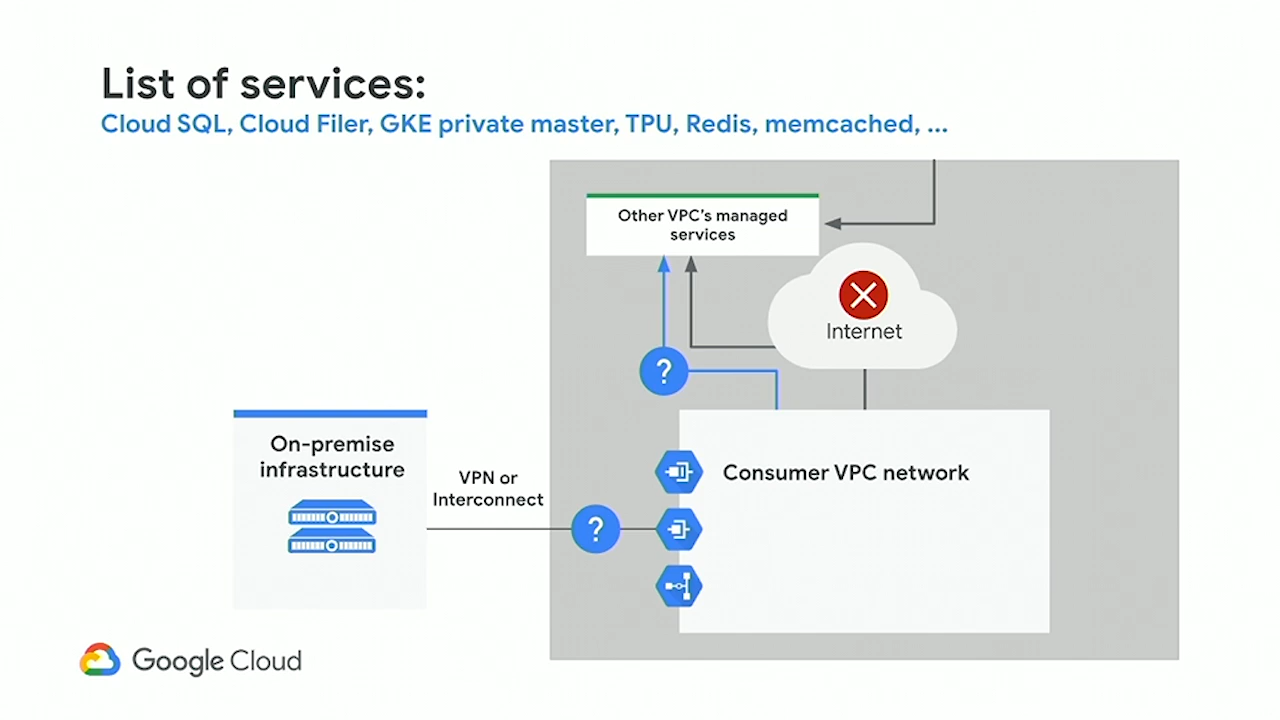 List of services:
Cloud SQL, Cloud Filer, GKE private master, TPU, Redis, memcached, ...
Other VPC's managed
services
Internet
?
On-premise
infrastructure
VPN or
Interconnect
?
Consumer VPC network
Google Cloud